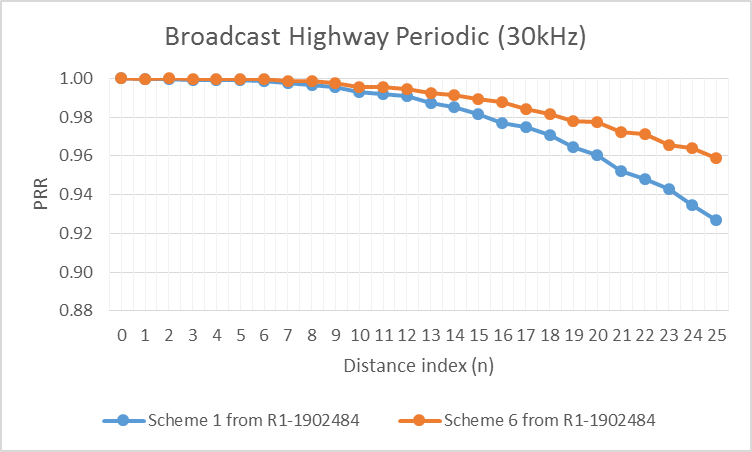 Broadcast Highway Periodic (30kHz)
1.00
0.98
0.96
0.94
0.92
0.90
0.88
PRR
0 1 2 3 4 5 6 7 8 9 10 11 12 13 14 15 16 17 18 19 20 21 22 23 24 25
Distance index (n)
Scheme 1 from R1-1902484 Scheme 6 from R1-1902484